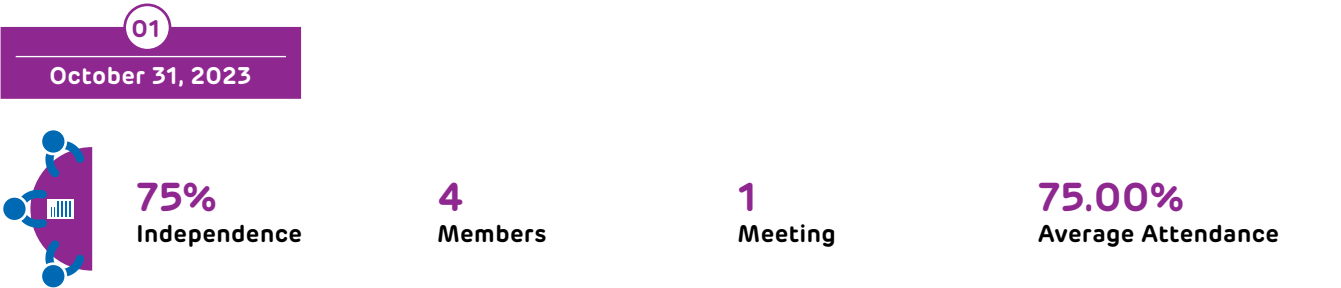 01
October 31, 2023
75%
Independence
4
Members
1
Meeting
75.00%
Average Attendance